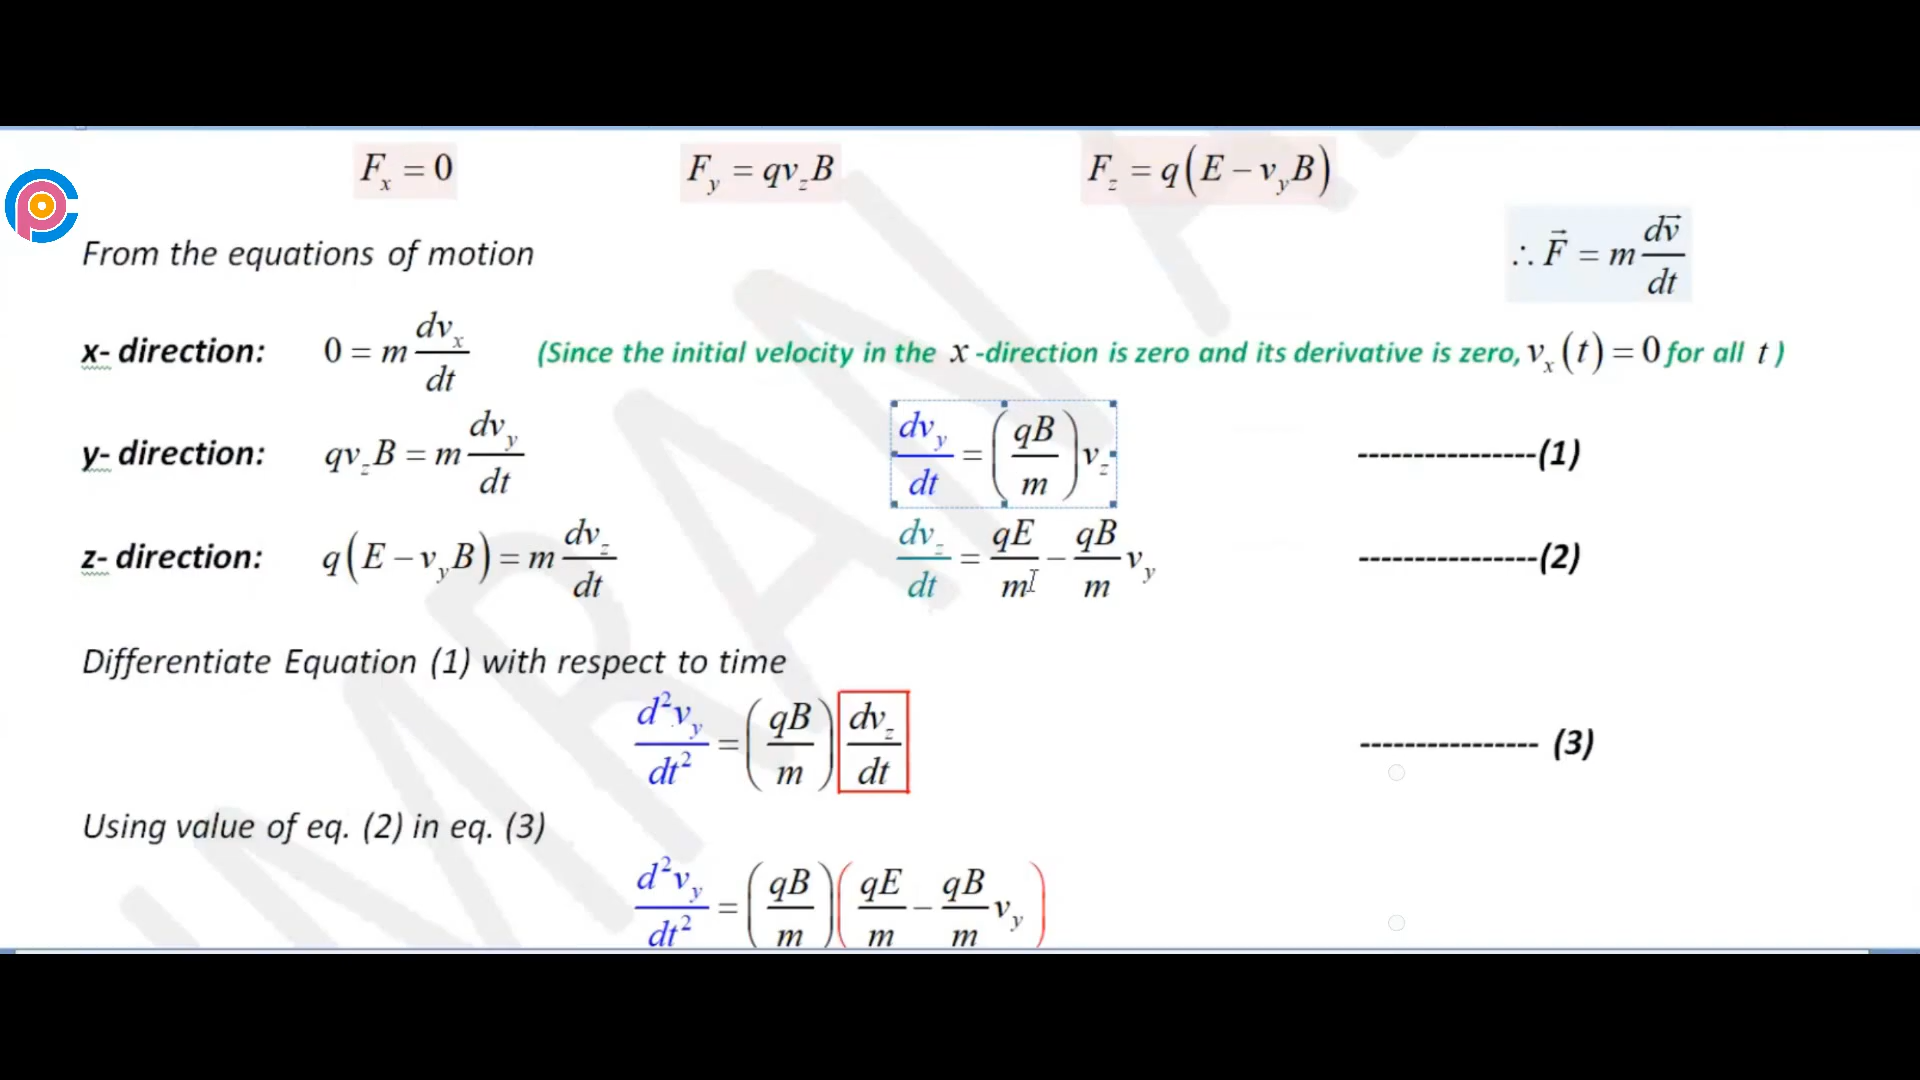 F_x = 0    F_y = qv_zB    F_z = q(E − v_yB)
From the equations of motion    ∴ F⃗ = m dv⃗/dt
x- direction:    0 = m dv_x/dt    (Since the initial velocity in the x -direction is zero and its derivative is zero, v_x(t) = 0 for all t )
y- direction:    qv_zB = m dv_y/dt    dv_y/dt = (qB/m) v_z    ----------------(1)
z- direction:    q(E − v_yB) = m dv_z/dt    dv_z/dt = qE/m − qB/m v_y    ----------------(2)
Differentiate Equation (1) with respect to time
d²v_y/dt² = (qB/m) dv_z/dt    ---------------- (3)
Using value of eq. (2) in eq. (3)
d²v_y/dt² = (qB/m)(qE/m − qB/m v_y)